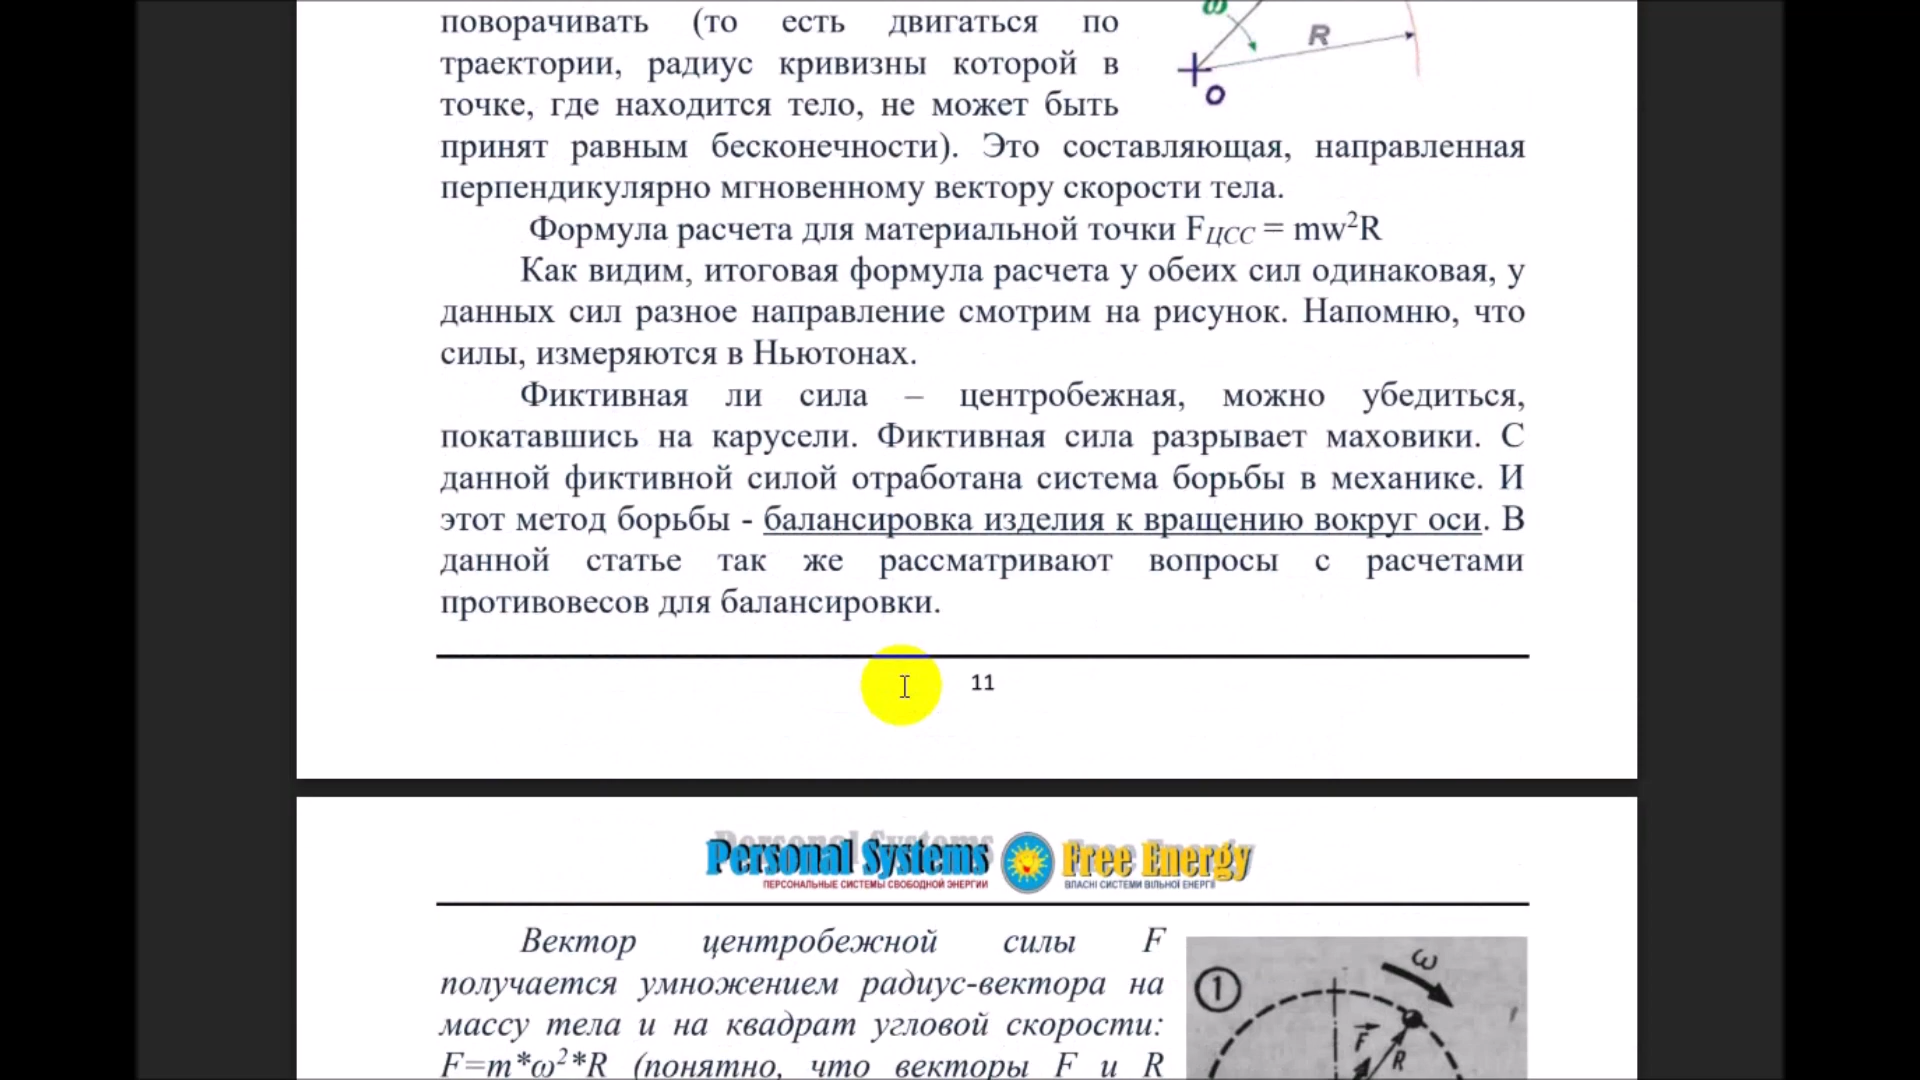 поворачивать (то есть двигаться по
траектории, радиус кривизны которой в
точке, где находится тело, не может быть
принят равным бесконечности). Это составляющая, направленная
перпендикулярно мгновенному вектору скорости тела.
ω
R
O
Формула расчета для материальной точки Fцсс = mw²R
Как видим, итоговая формула расчета у обеих сил одинаковая, у
данных сил разное направление смотрим на рисунок. Напомню, что
силы, измеряются в Ньютонах.
Фиктивная ли сила – центробежная, можно убедиться,
покатавшись на карусели. Фиктивная сила разрывает маховики. С
данной фиктивной силой отработана система борьбы в механике. И
этот метод борьбы - балансировка изделия к вращению вокруг оси. В
данной статье так же рассматривают вопросы с расчетами
противовесов для балансировки.
11
Personal Systems Free Energy
ПЕРСОНАЛЬНЫЕ СИСТЕМЫ СВОБОДНОЙ ЭНЕРГИИ ВЛАСНІ СИСТЕМИ ВІЛЬНОЇ ЕНЕРГІЇ
Вектор центробежной силы F
получается умножением радиус-вектора на
массу тела и на квадрат угловой скорости:
F=m*ω²*R (понятно, что векторы F и R
1
ω
F
R